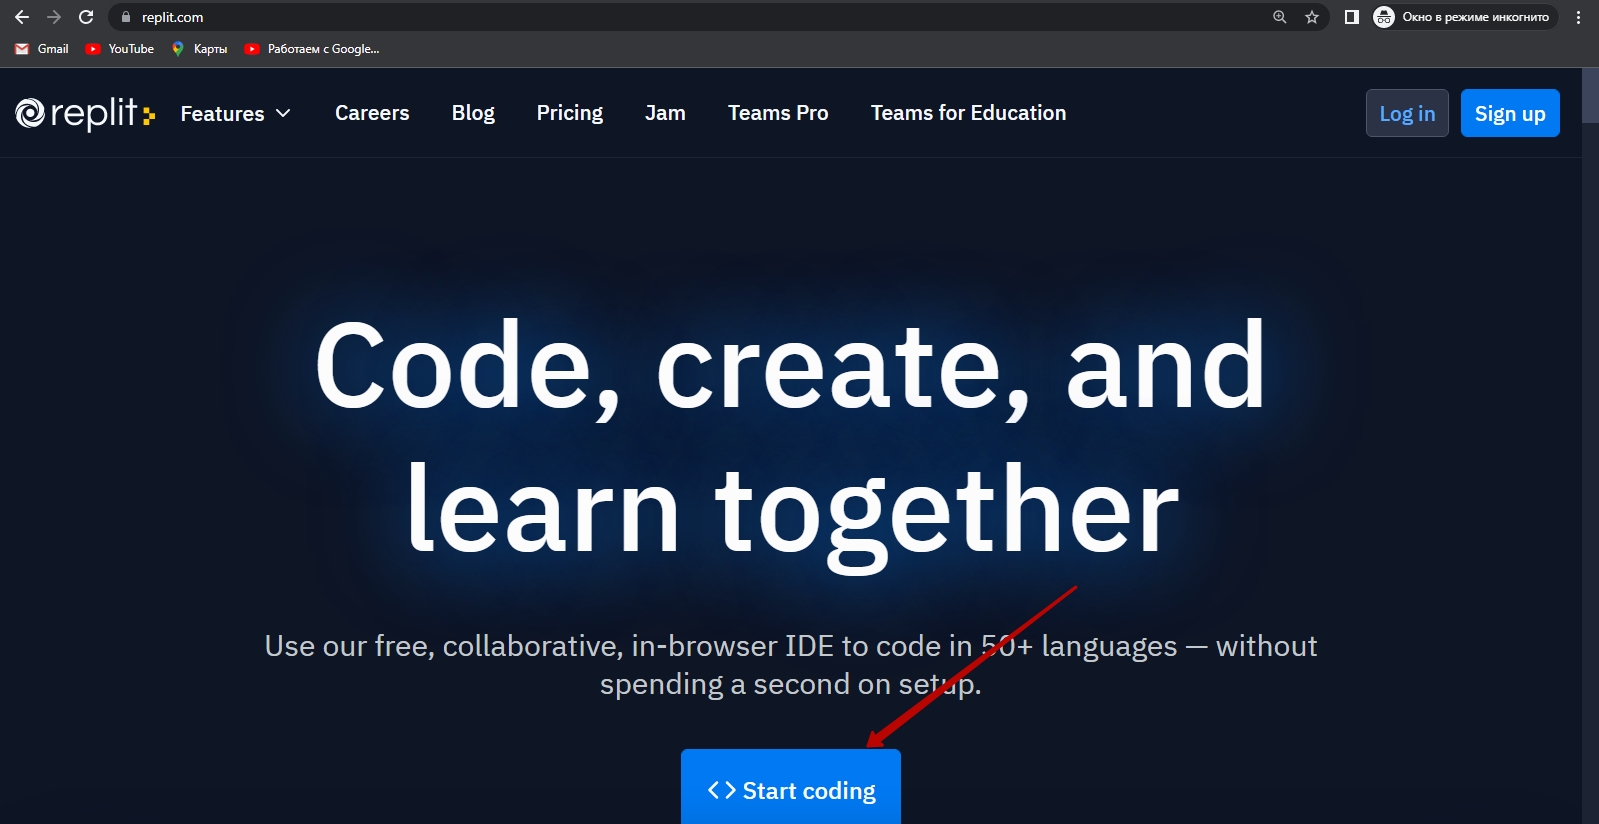 replit.com
Окно в режиме инкогнито
Gmail YouTube Карты Работаем с Google...
replit Features Careers Blog Pricing Jam Teams Pro Teams for Education Log in Sign up
Code, create, and
learn together
Use our free, collaborative, in-browser IDE to code in 50+ languages — without
spending a second on setup.
<> Start coding